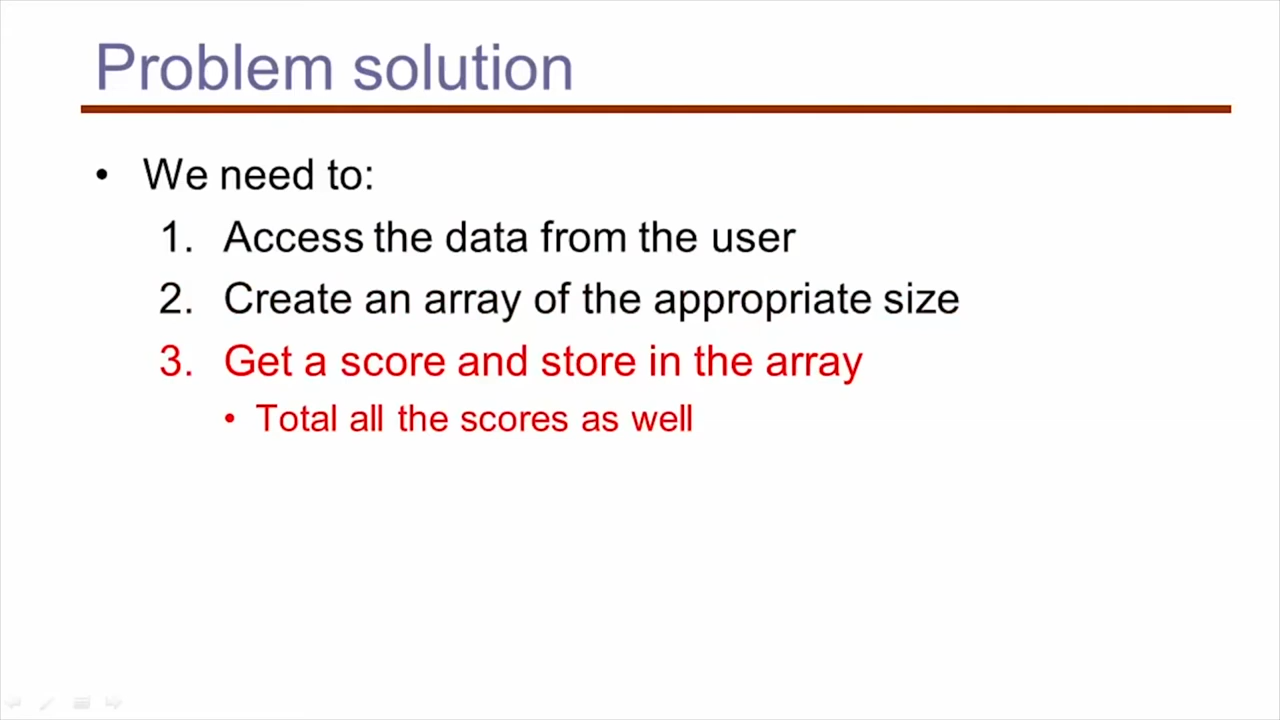 Problem solution
• We need to:
1. Access the data from the user
2. Create an array of the appropriate size
3. Get a score and store in the array
• Total all the scores as well